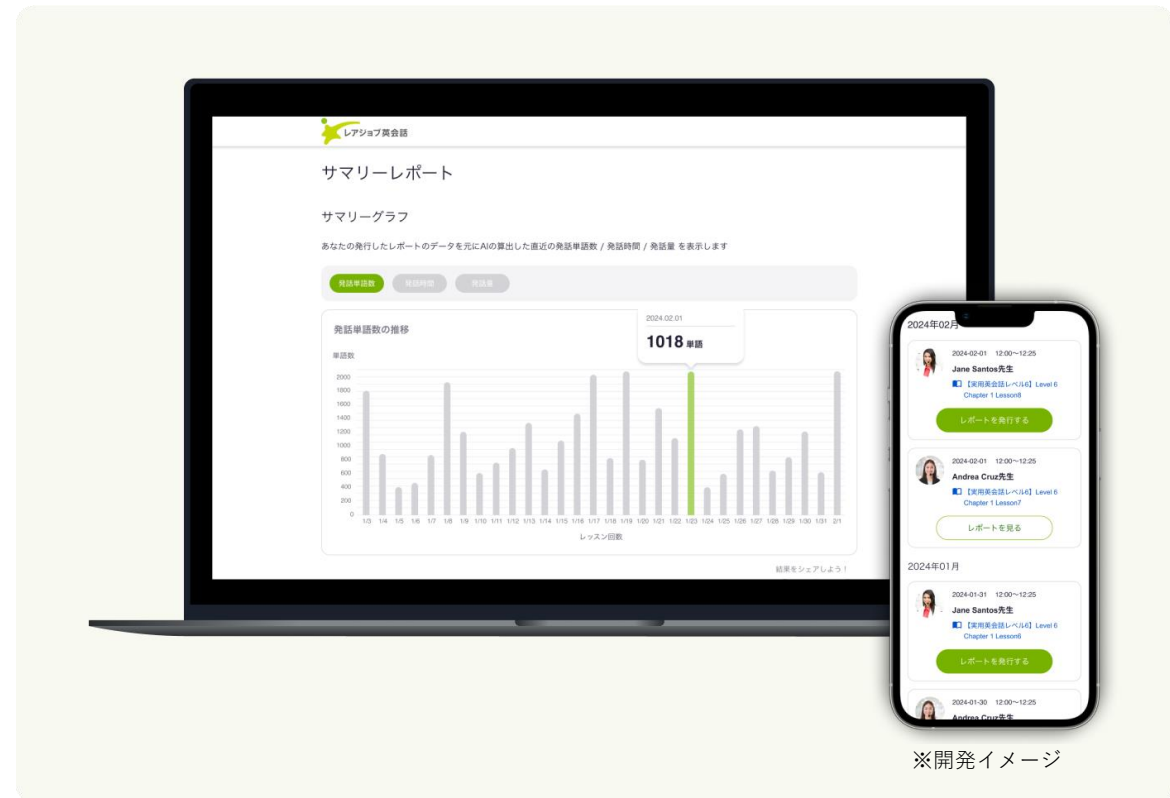 レアジョブ英会話
サマリーレポート
サマリーグラフ
あなたの発行したレポートのデータを元にAIの算出した直近の発話単語数 / 発話時間 / 発話量 を表示します
発話単語数 発話時間 発話量
発話単語数の推移
2024.02.01
1018 単語
単語数
2000
1800
1600
1400
1200
1000
800
600
400
200
0
1/3 1/4 1/5 1/6 1/7 1/8 1/9 1/10 1/11 1/12 1/13 1/14 1/15 1/16 1/17 1/18 1/19 1/20 1/21 1/22 1/23 1/24 1/25 1/26 1/27 1/28 1/29 1/30 1/31 2/1
レッスン回数
結果をシェアしよう！
2024年02月
2024-02-01 12:00〜12:25
Jane Santos先生
【実用英会話レベル6】Level 6
Chapter 1 Lesson8
レポートを発行する
2024-02-01 12:00〜12:25
Andrea Cruz先生
【実用英会話レベル6】Level 6
Chapter 1 Lesson7
レポートを見る
2024年01月
2024-01-31 12:00〜12:25
Jane Santos先生
【実用英会話レベル6】Level 6
Chapter 1 Lesson6
レポートを発行する
2024-01-30 12:00〜12:25
Andrea Cruz先生
※開発イメージ